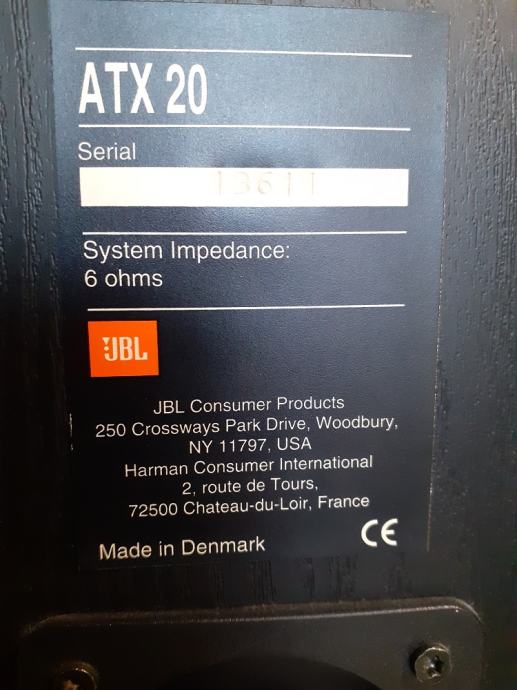 ATX 20
Serial
13611
System Impedance:
6 ohms
JBL
JBL Consumer Products
250 Crossways Park Drive, Woodbury,
NY 11797, USA
Harman Consumer International
2, route de Tours,
72500 Chateau-du-Loir, France
Made in Denmark
CE